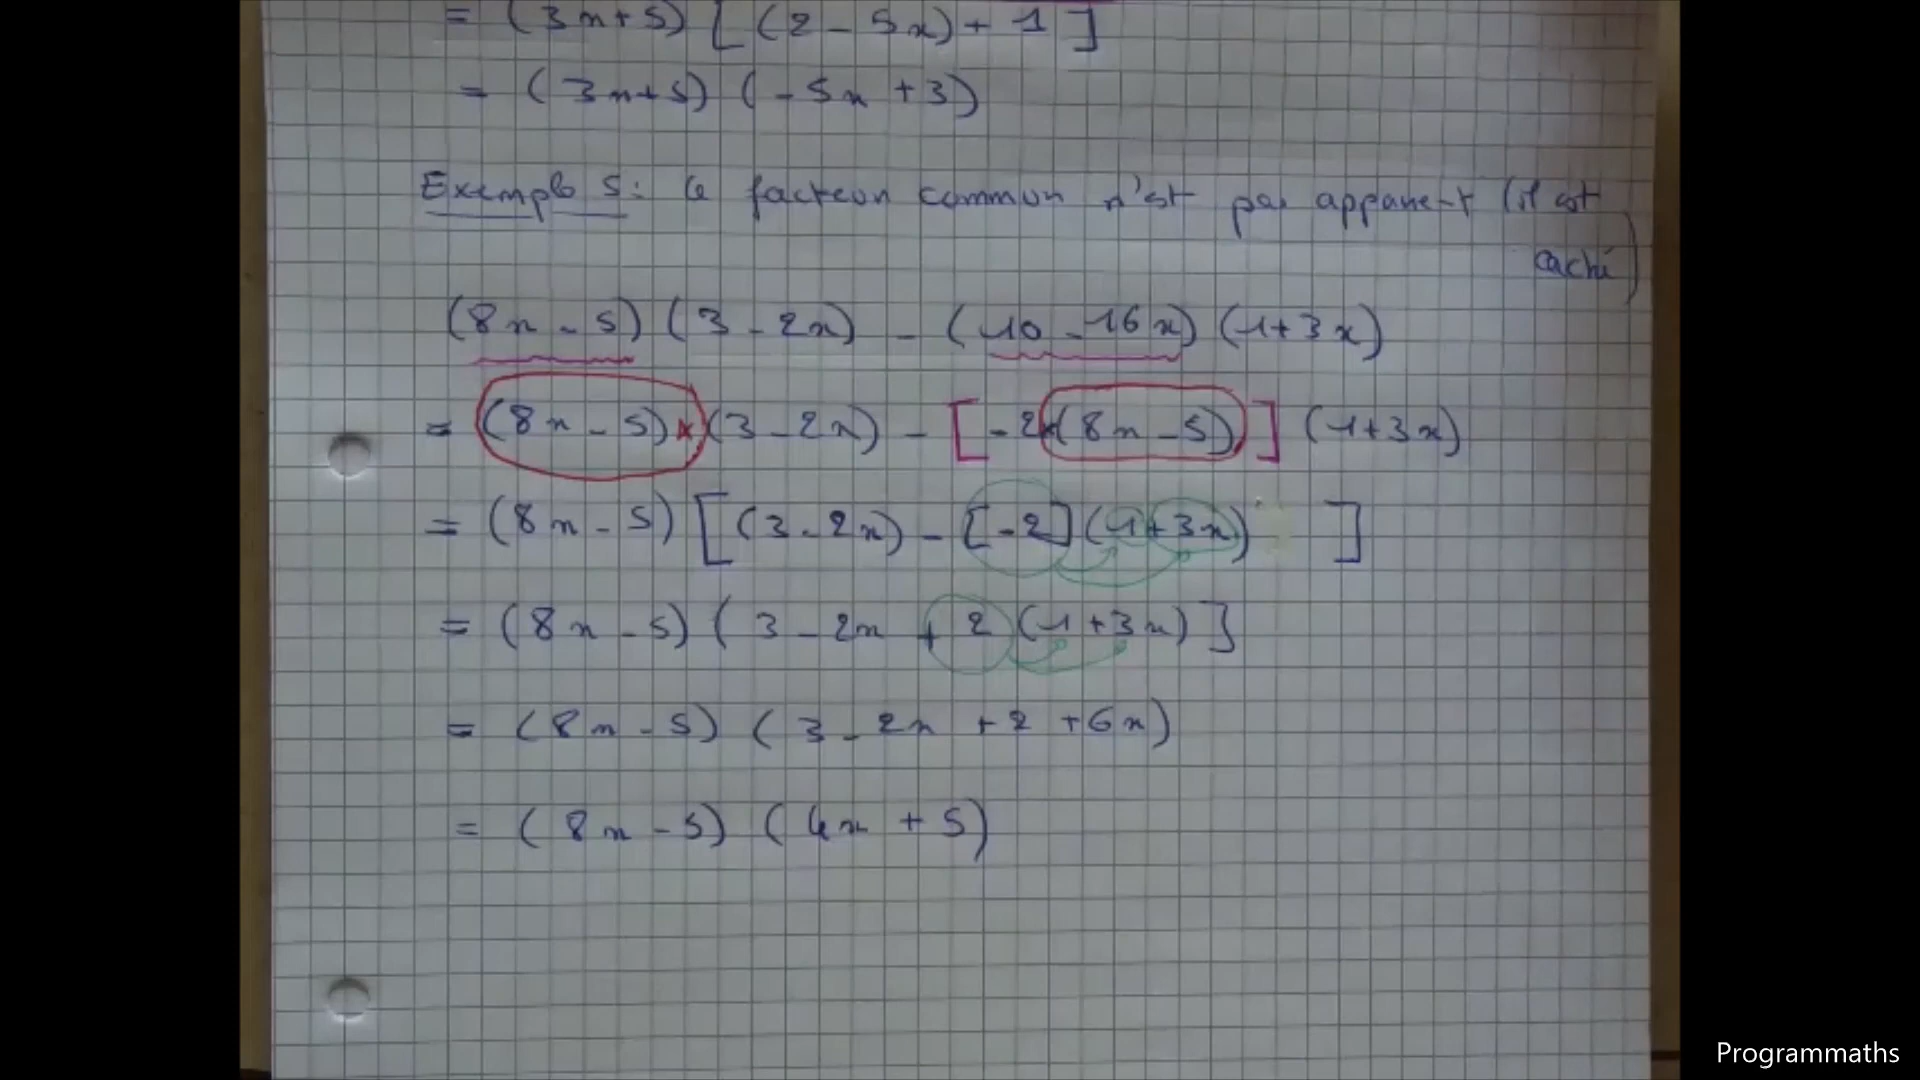 = (3x+5) [ (2 - 5x) + 1 ]
= (3x+5) (-5x +3)
Exemple 5: le facteur commun n'est pas apparent (il est
caché)
(8x - 5) (3 - 2x) - (10 - 16x) (1+3x)
= (8x - 5)×(3 - 2x) - [-2×(8x - 5)] (1+3x)
= (8x - 5) [(3 - 2x) - [-2] (1+3x) ]
= (8x - 5) ( 3 - 2x + 2 (1 + 3x) ]
= (8x - 5) ( 3 - 2x + 2 + 6x)
= (8x - 5) (4x + 5)
Programmaths